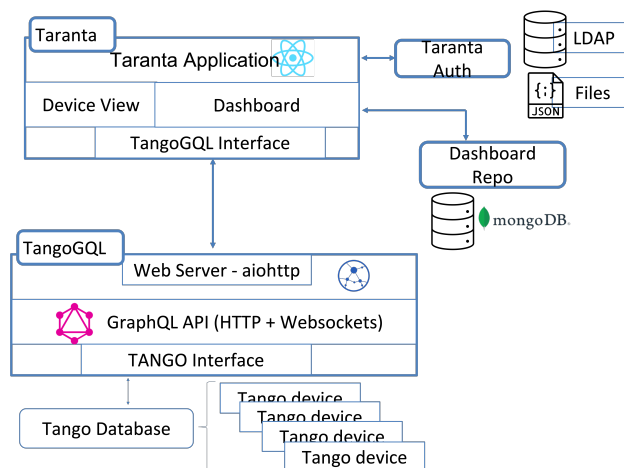 Taranta
Taranta Application
Device View
Dashboard
TangoGQL Interface
Taranta
Auth
LDAP
{;}
JSON
Files
Dashboard
Repo
mongoDB.
TangoGQL
Web Server - aiohttp
GraphQL API (HTTP + Websockets)
TANGO Interface
Tango Database
Tango device
Tango device
Tango device
Tango device